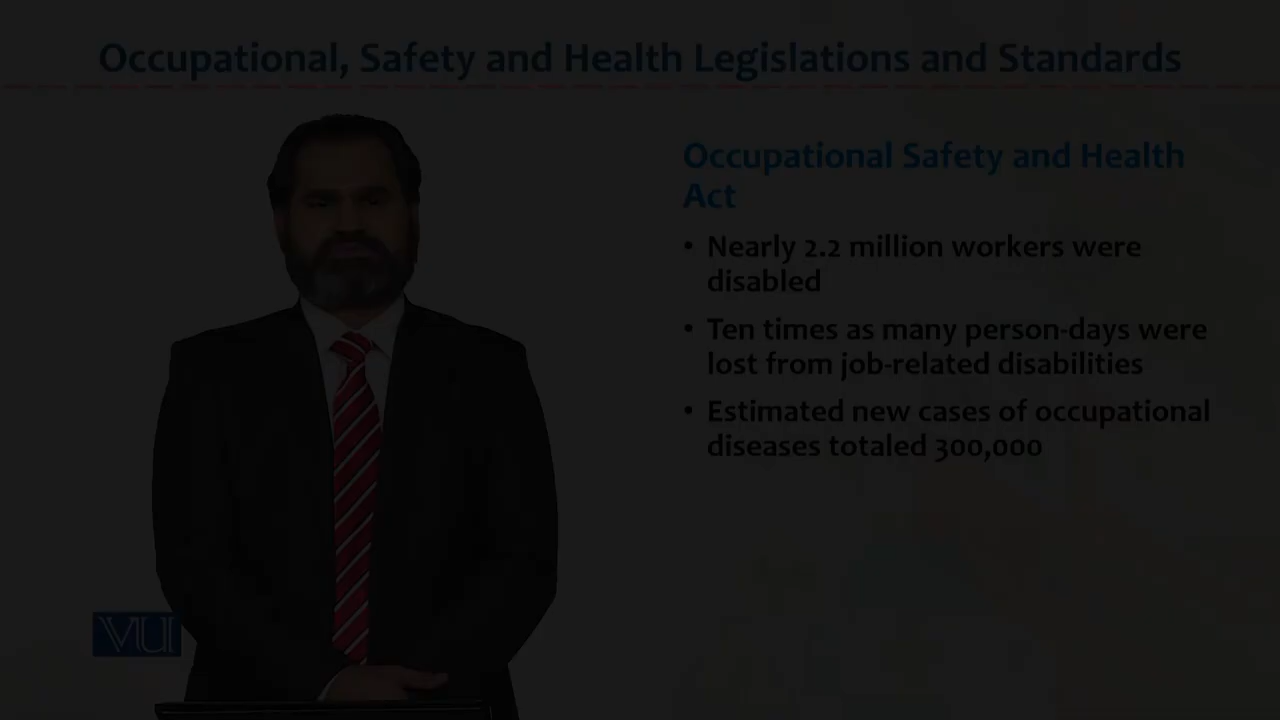 Occupational, Safety and Health Legislations and Standards
Occupational Safety and Health
Act
• Nearly 2.2 million workers were
disabled
• Ten times as many person-days were
lost from job-related disabilities
• Estimated new cases of occupational
diseases totaled 300,000
VU